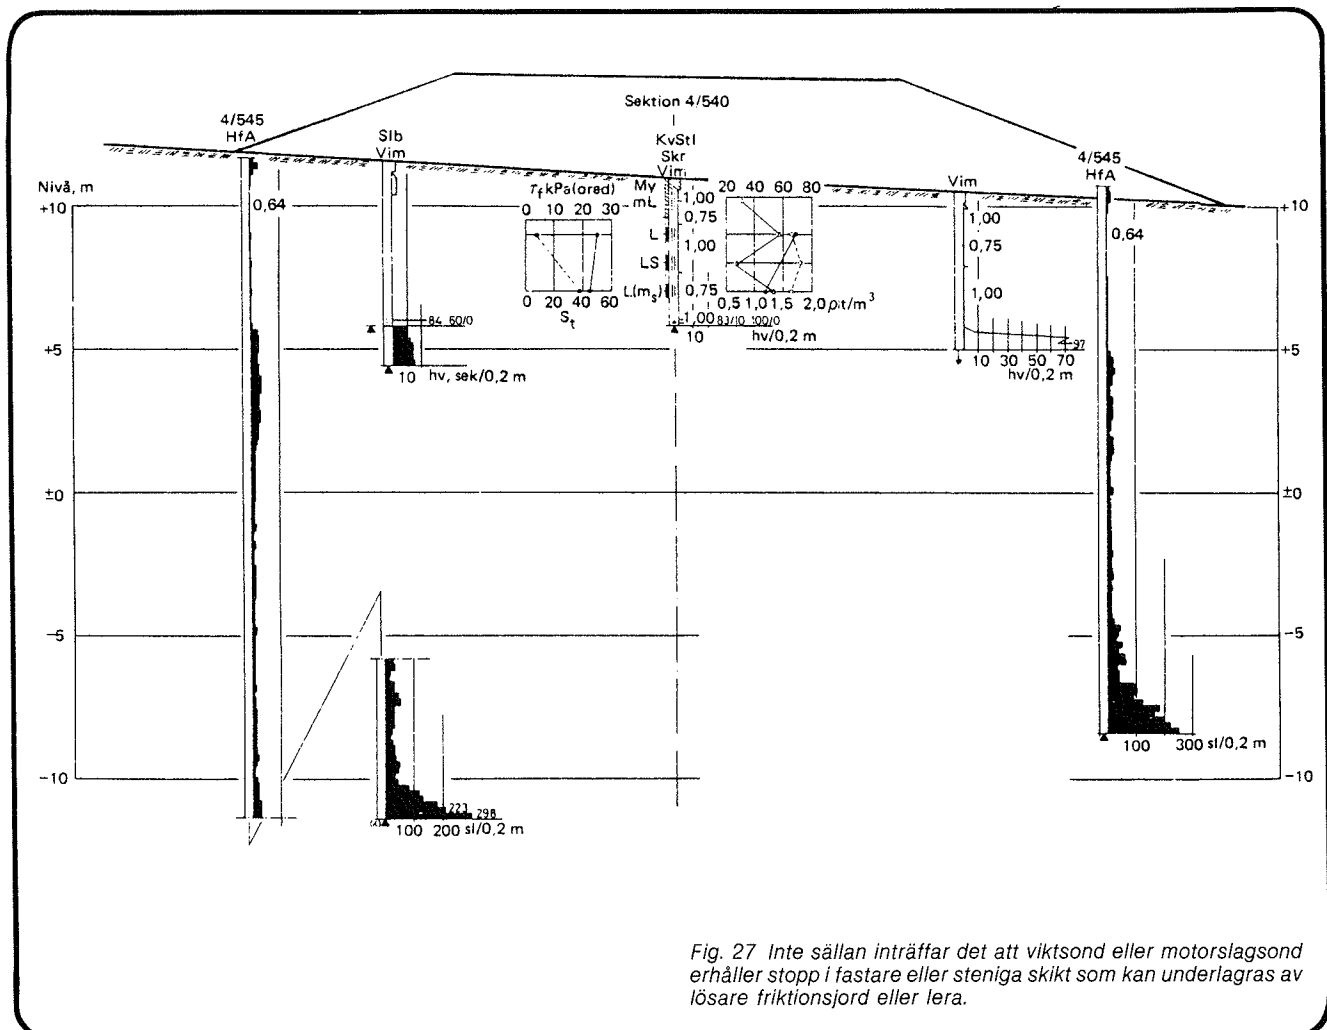 Sektion 4/540
4/545
HfA
Slb
Vim
KvStl
Skr
Vim
4/545
HfA
Vim
Nivå, m
+10
0,64
τfkPa(ored)
0 10 20 30
0 20 40 60
St
My
mL
L
LS
L(ms)
1,00
0,75
1,00
0,75
1,00
20 40 60 80
0,5 1,0 1,5 2,0 ρit/m³
83/10 100/0
10 hv/0,2 m
1,00
0,75
1,00
97
10 30 50 70
hv/0,2 m
0,64
+10
84 60/0
10 hv, sek/0,2 m
+5
+5
±0
±0
−5
−5
−10
−10
223
298
100 200 sl/0,2 m
100 300 sl/0,2 m
Fig. 27 Inte sällan inträffar det att viktsond eller motorslagsond
erhåller stopp i fastare eller steniga skikt som kan underlagras av
lösare friktionsjord eller lera.